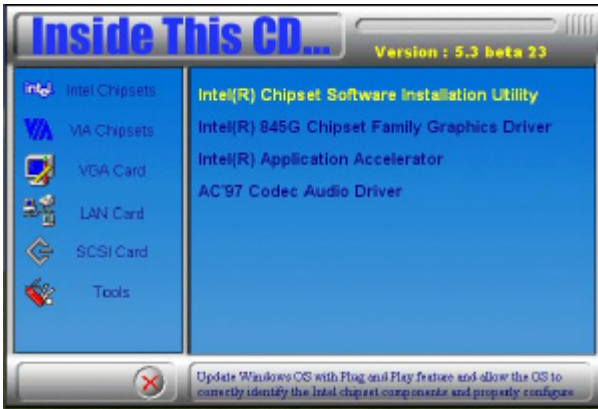 Inside This CD...
Version : 5.3 beta 23
intel Intel Chipsets
VIA VIA Chipsets
VGA Card
LAN Card
SCSI Card
Tools
Intel(R) Chipset Software Installation Utility
Intel(R) 845G Chipset Family Graphics Driver
Intel(R) Application Accelerator
AC'97 Codec Audio Driver
Update Windows OS with Plug and Play feature and allow the OS to
correctly identify the Intel chipset components and properly configure